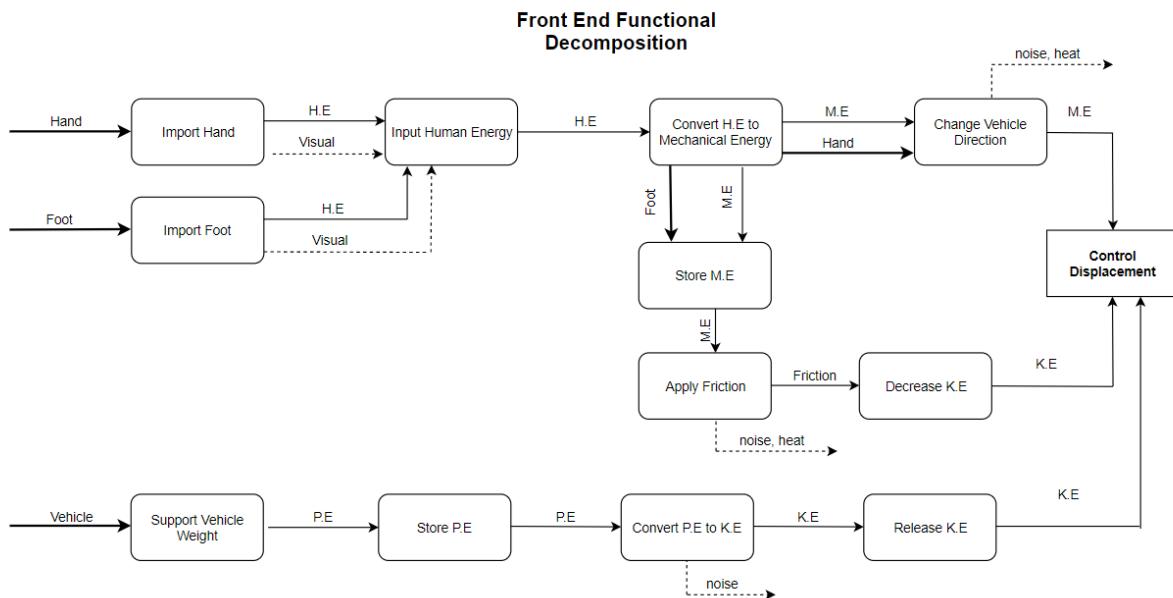 Front End Functional
Decomposition
noise, heat
Hand
Import Hand
H.E
Visual
Input Human Energy
H.E
Convert H.E to
Mechanical Energy
M.E
Hand
Change Vehicle
Direction
M.E
Foot
Import Foot
H.E
Visual
Foot
M.E
Control
Displacement
Store M.E
M.E
Apply Friction
Friction
Decrease K.E
K.E
noise, heat
Vehicle
Support Vehicle
Weight
P.E
Store P.E
P.E
Convert P.E to K.E
K.E
Release K.E
K.E
noise